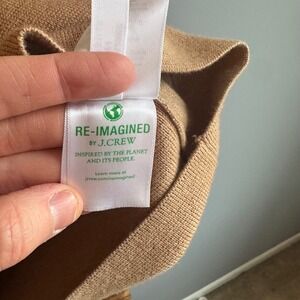 RE-IMAGINED
BY J.CREW
INSPIRED BY THE PLANET
AND ITS PEOPLE.
Learn more at
jcrew.com/reimagined